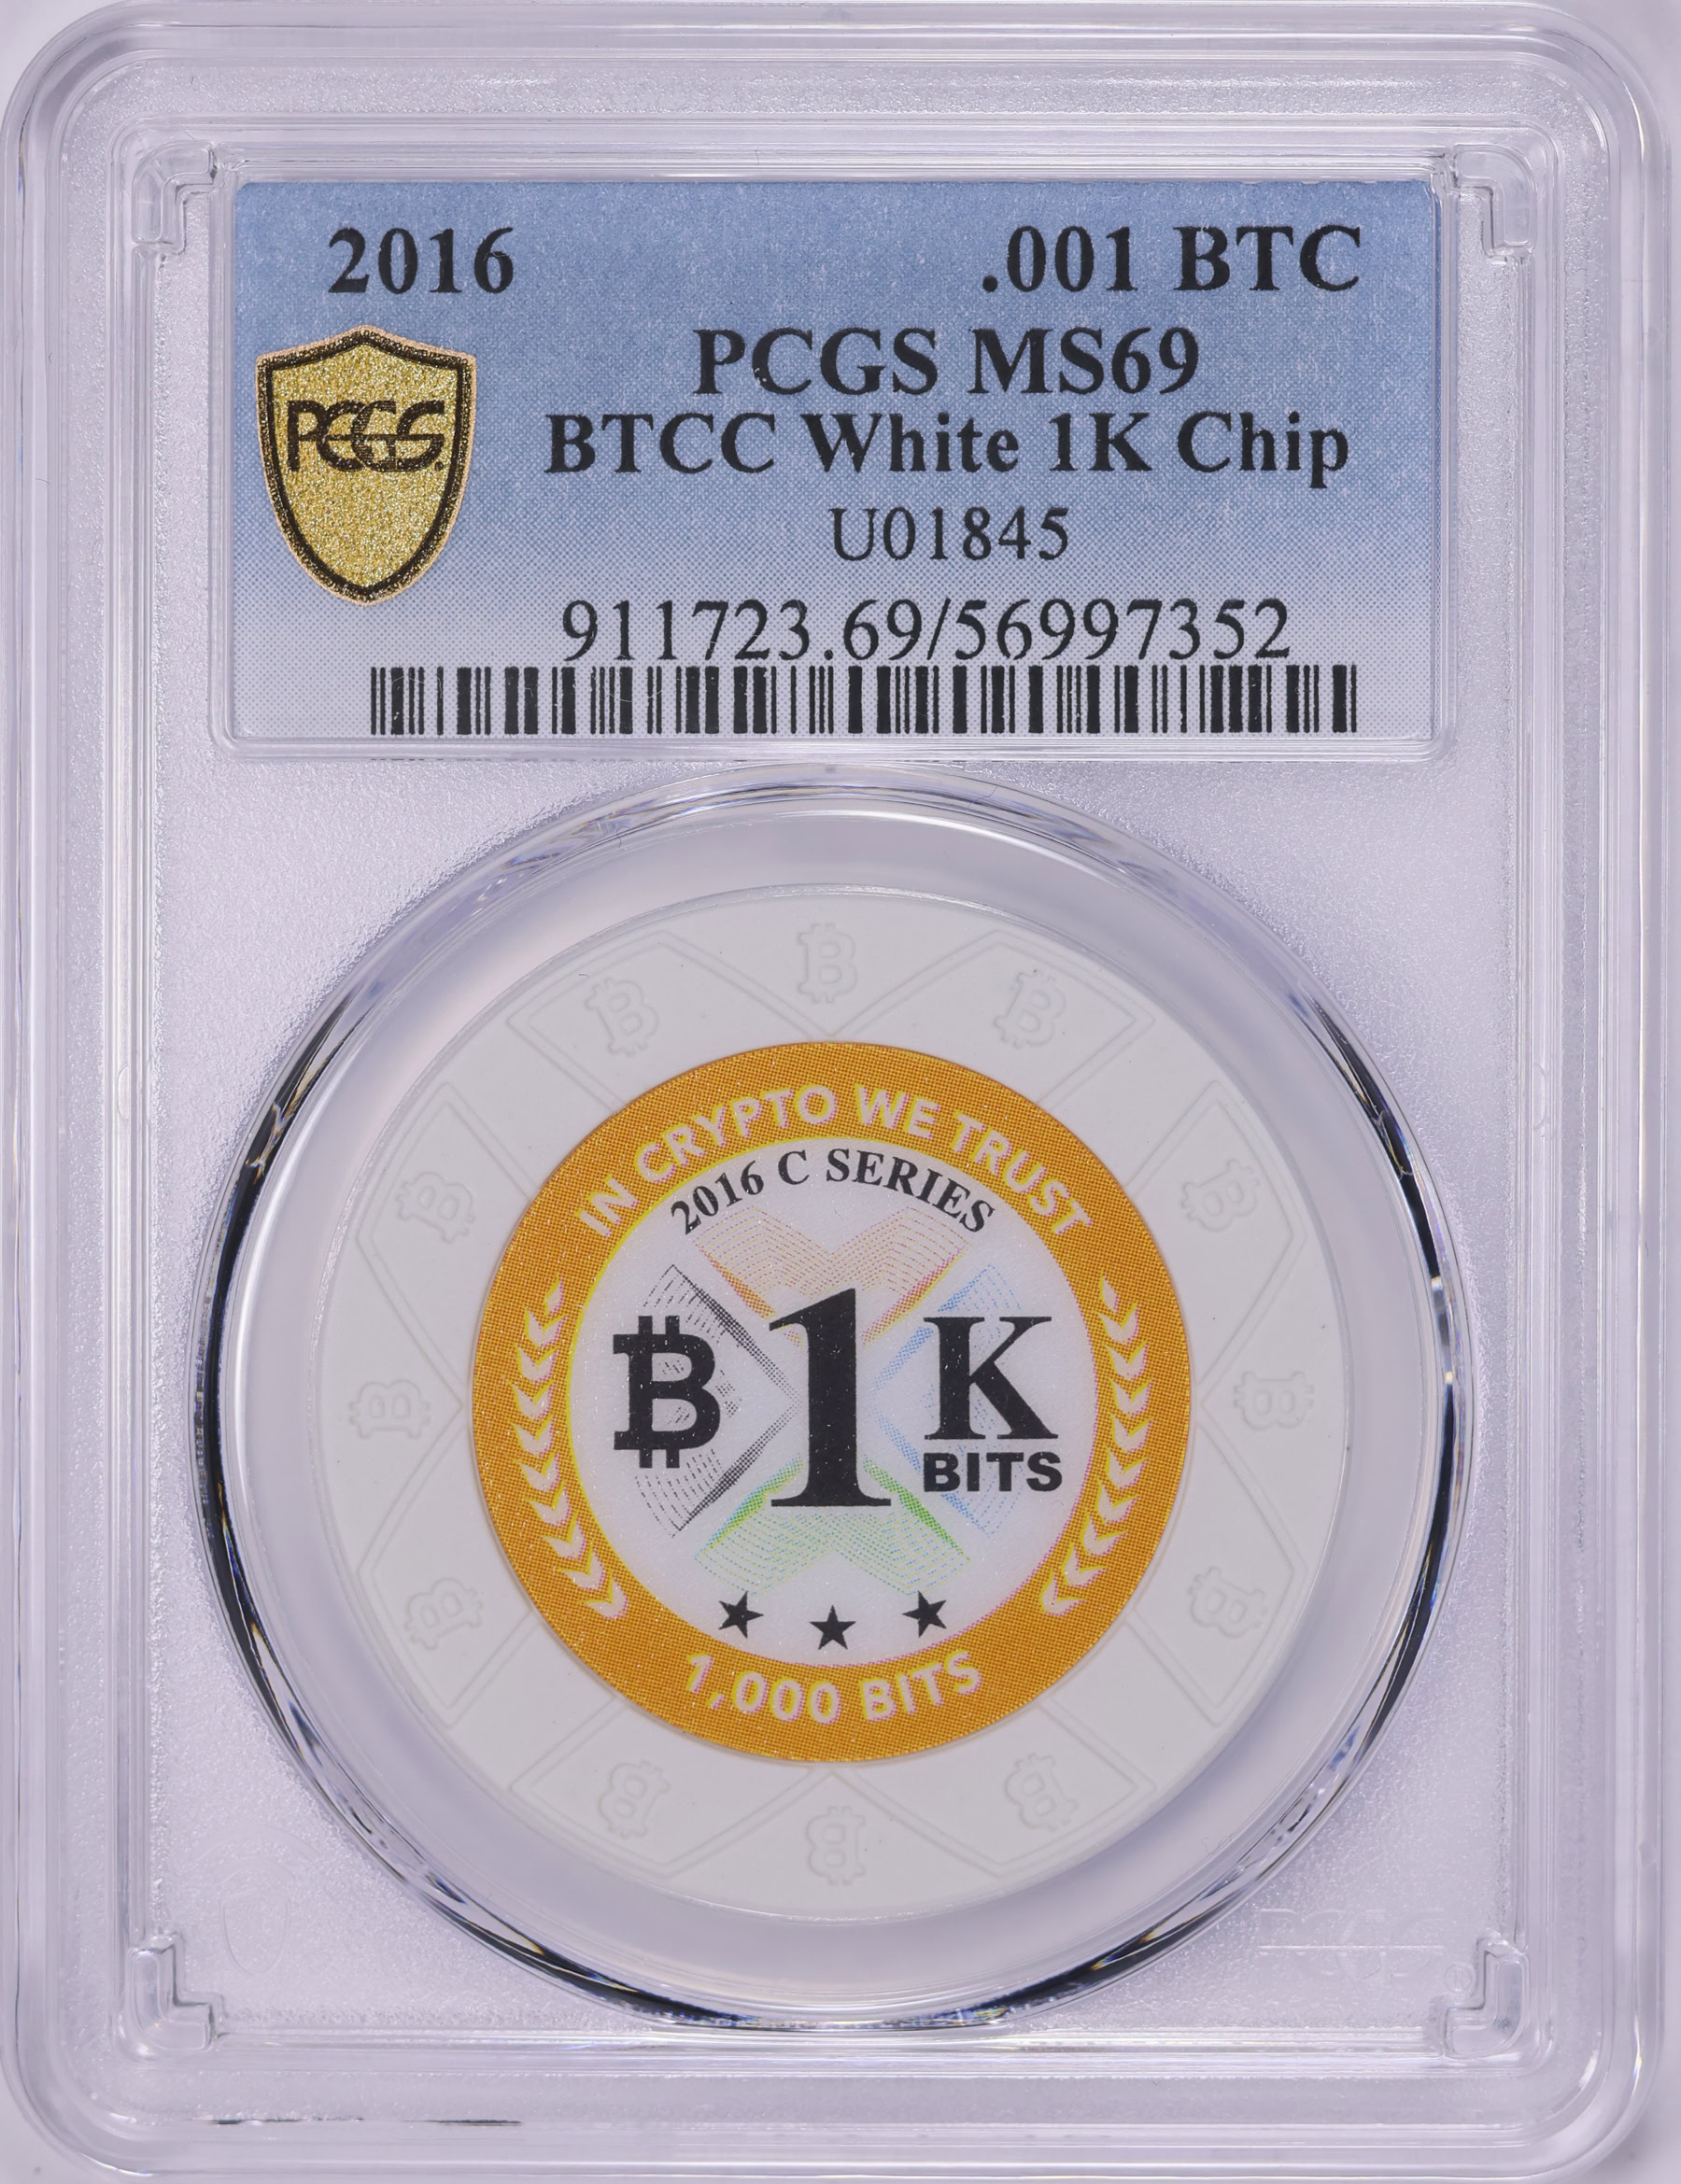 2016 .001 BTC
PCGS MS69
PCGS
BTCC White 1K Chip
U01845
911723.69/56997352
IN CRYPTO WE TRUST
2016 C SERIES
₿ 1 K
BITS
1,000 BITS
PCGS